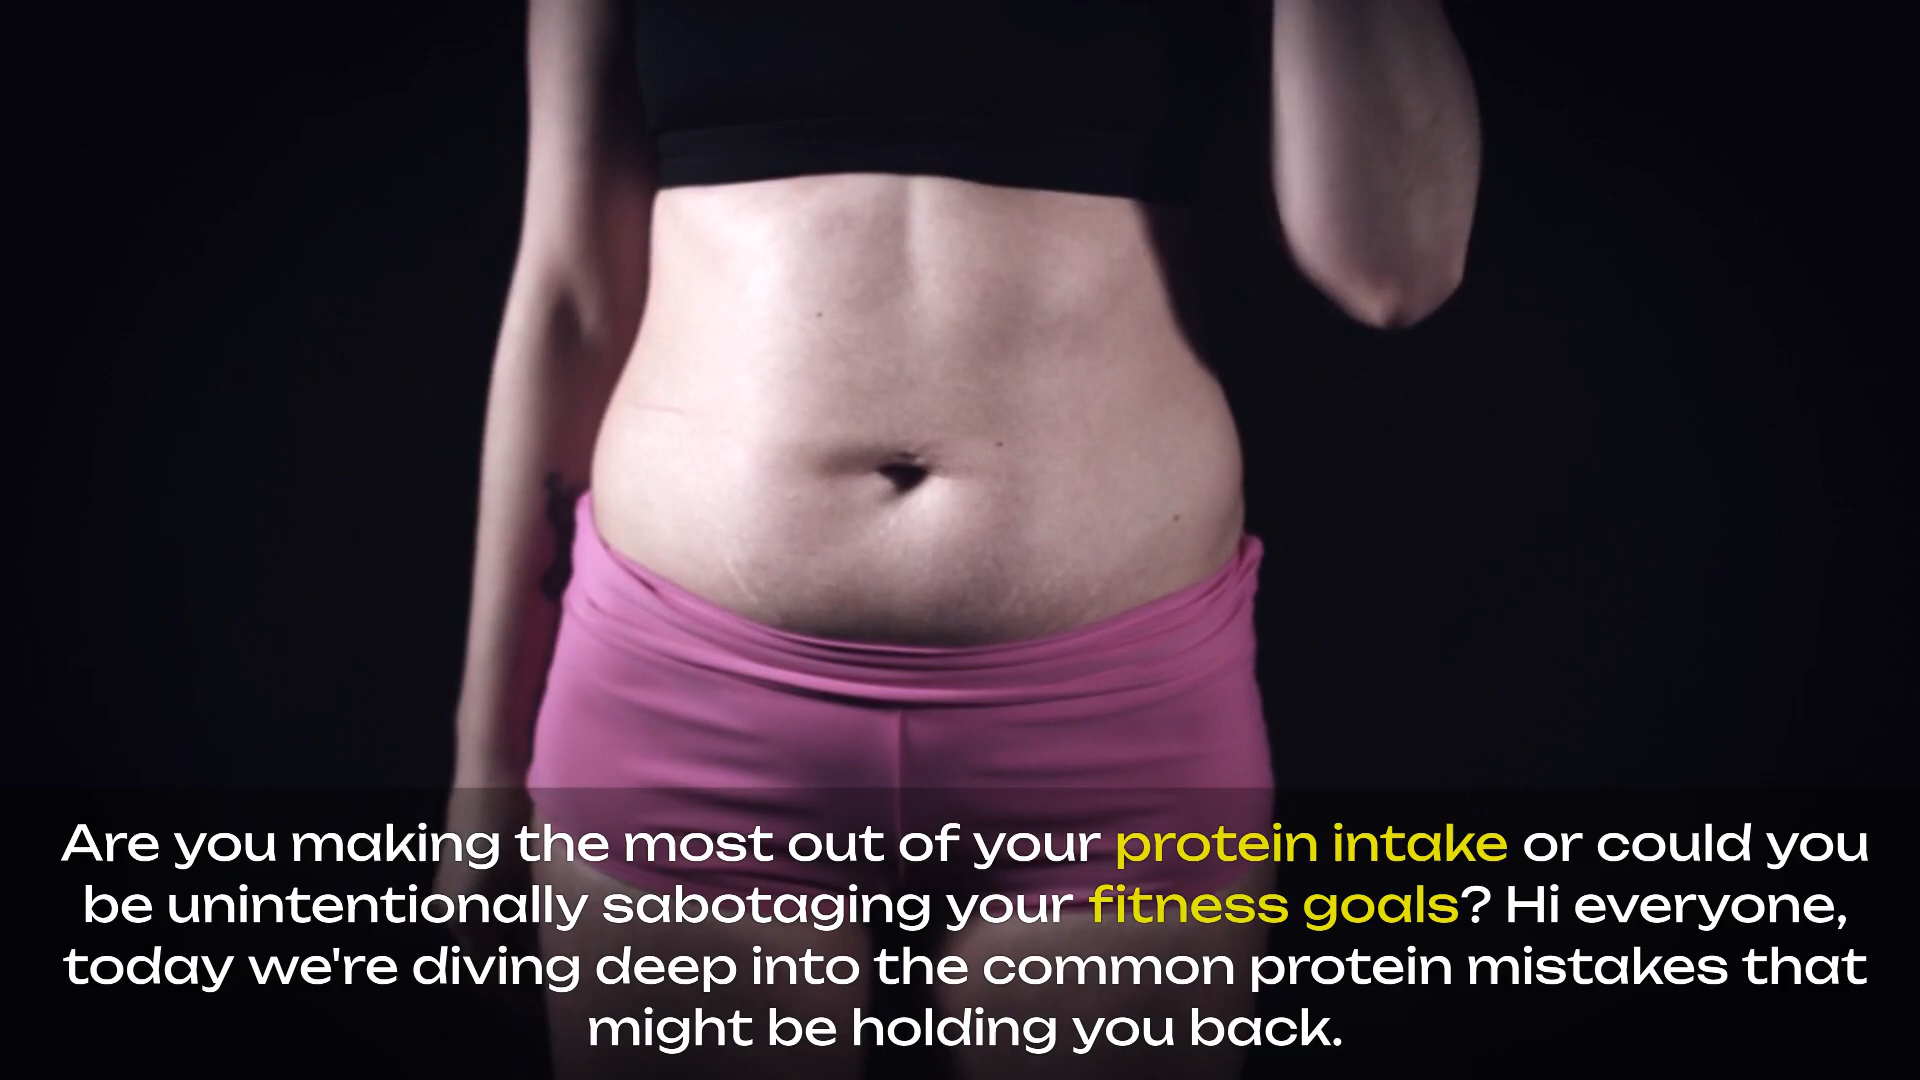 Are you making the most out of your protein intake or could you
be unintentionally sabotaging your fitness goals? Hi everyone,
today we're diving deep into the common protein mistakes that
might be holding you back.